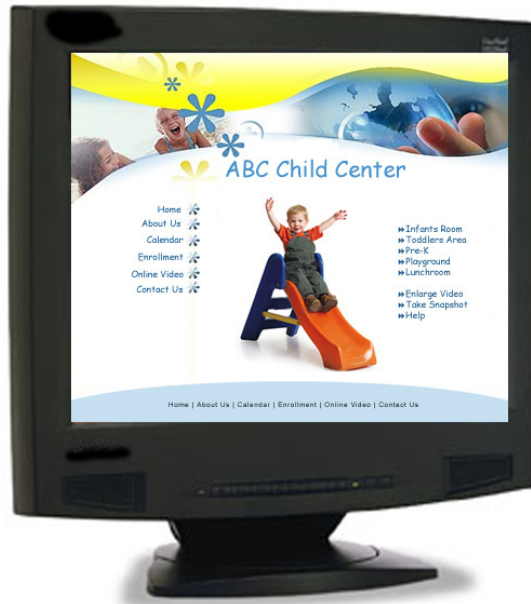 ABC Child Center
Home
About Us
Calendar
Enrollment
Online Video
Contact Us
»Infants Room
»Toddlers Area
»Pre-K
»Playground
»Lunchroom
»Enlarge Video
»Take Snapshot
»Help
Home | About Us | Calendar | Enrollment | Online Video | Contact Us